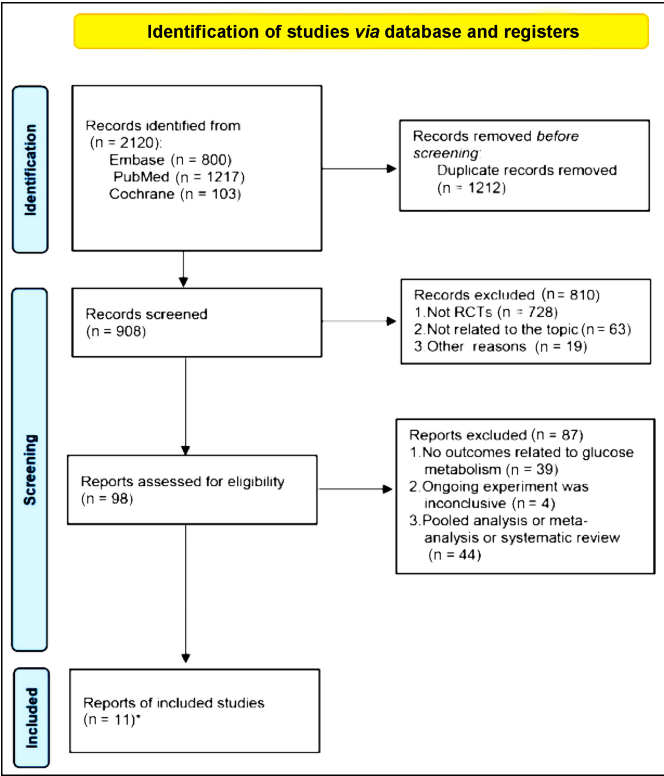 Identification of studies via database and registers
Identification
Records identified from
(n = 2120):
Embase (n = 800)
PubMed (n = 1217)
Cochrane (n = 103)
Records removed before
screening:
Duplicate records removed
(n = 1212)
Screening
Records screened
(n = 908)
Records excluded (n = 810)
1.Not RCTs (n = 728)
2.Not related to the topic (n = 63)
3 Other reasons (n = 19)
Reports assessed for eligibility
(n = 98)
Reports excluded (n = 87)
1.No outcomes related to glucose
metabolism (n = 39)
2.Ongoing experiment was
inconclusive (n = 4)
3.Pooled analysis or meta-
analysis or systematic review
(n = 44)
Included
Reports of included studies
(n = 11)*